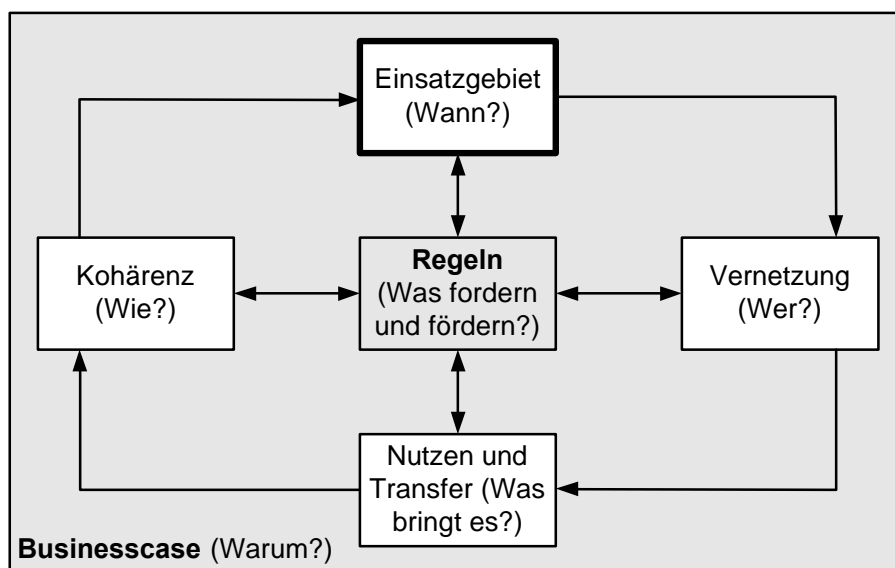 Einsatzgebiet
(Wann?)
Kohärenz
(Wie?)
Regeln
(Was fordern
und fördern?)
Vernetzung
(Wer?)
Nutzen und
Transfer (Was
bringt es?)
Businesscase (Warum?)